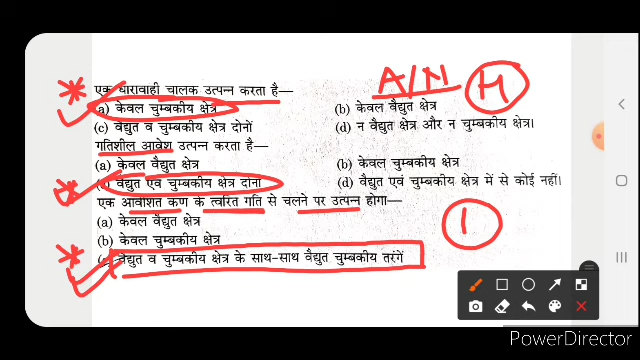 A/N
H
एक धारावाही चालक उत्पन्न करता है—
a) केवल चुम्बकीय क्षेत्र (b) केवल वैद्युत क्षेत्र
(c) वैद्युत व चुम्बकीय क्षेत्र दोनों (d) न वैद्युत क्षेत्र और न चुम्बकीय क्षेत्र।
गतिशील आवेश उत्पन्न करता है—
(a) केवल वैद्युत क्षेत्र (b) केवल चुम्बकीय क्षेत्र
वैद्युत एवं चुम्बकीय क्षेत्र दोनों (d) वैद्युत एवं चुम्बकीय क्षेत्र में से कोई नहीं।
एक आवेशित कण के त्वरित गति से चलने पर उत्पन्न होगा—
(a) केवल वैद्युत क्षेत्र
(b) केवल चुम्बकीय क्षेत्र
वैद्युत व चुम्बकीय क्षेत्र के साथ-साथ वैद्युत चुम्बकीय तरंगें
PowerDirector